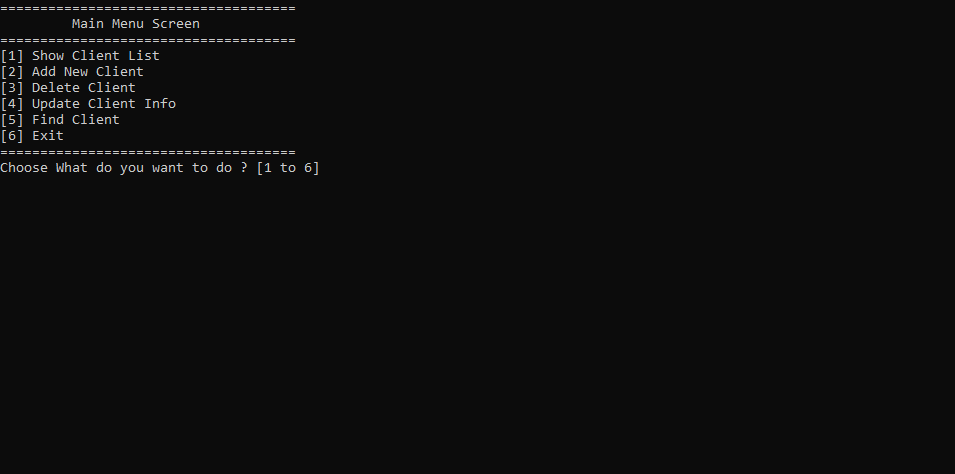 =====================================
Main Menu Screen
=====================================
[1] Show Client List
[2] Add New Client
[3] Delete Client
[4] Update Client Info
[5] Find Client
[6] Exit
=====================================
Choose What do you want to do ? [1 to 6]